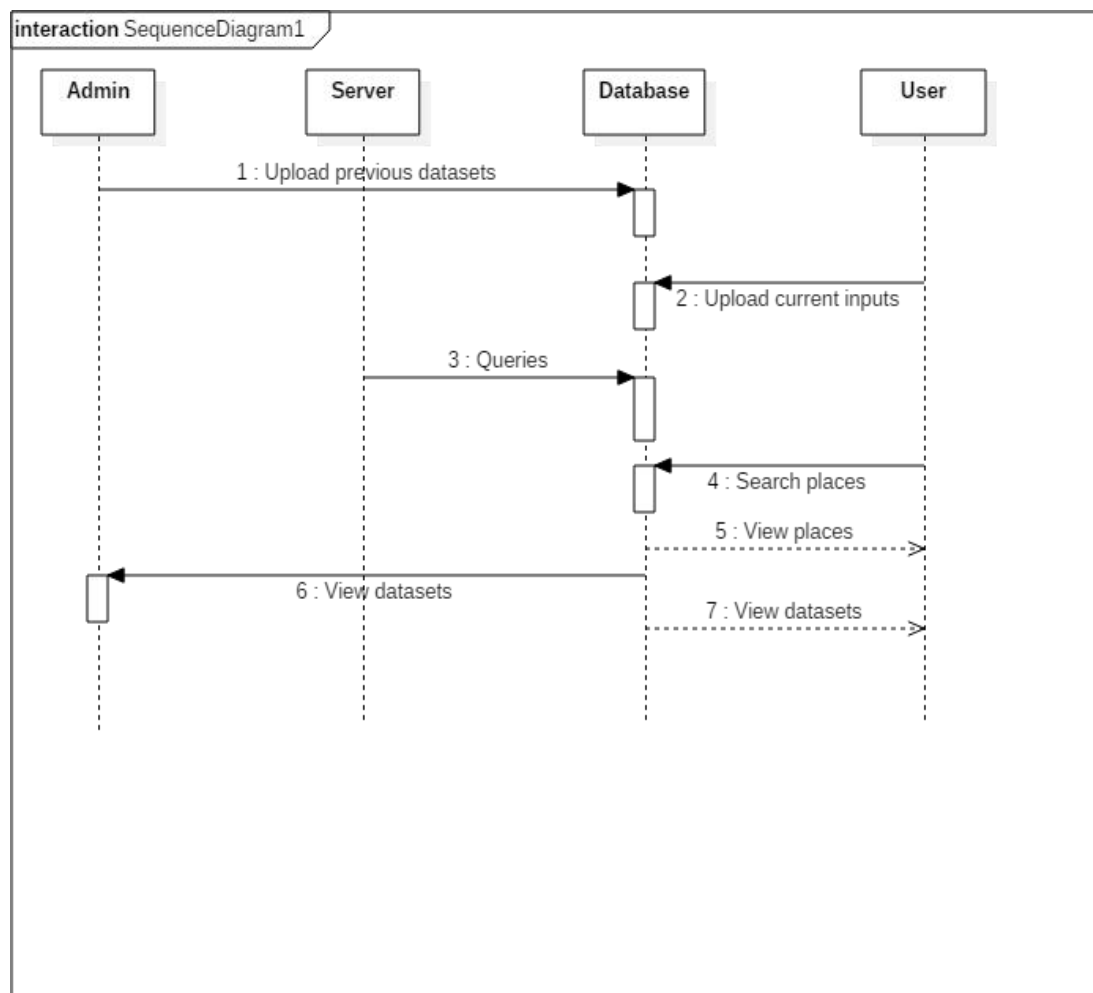 interaction SequenceDiagram1
Admin
Server
Database
User
1 : Upload previous datasets
2 : Upload current inputs
3 : Queries
4 : Search places
5 : View places
6 : View datasets
7 : View datasets